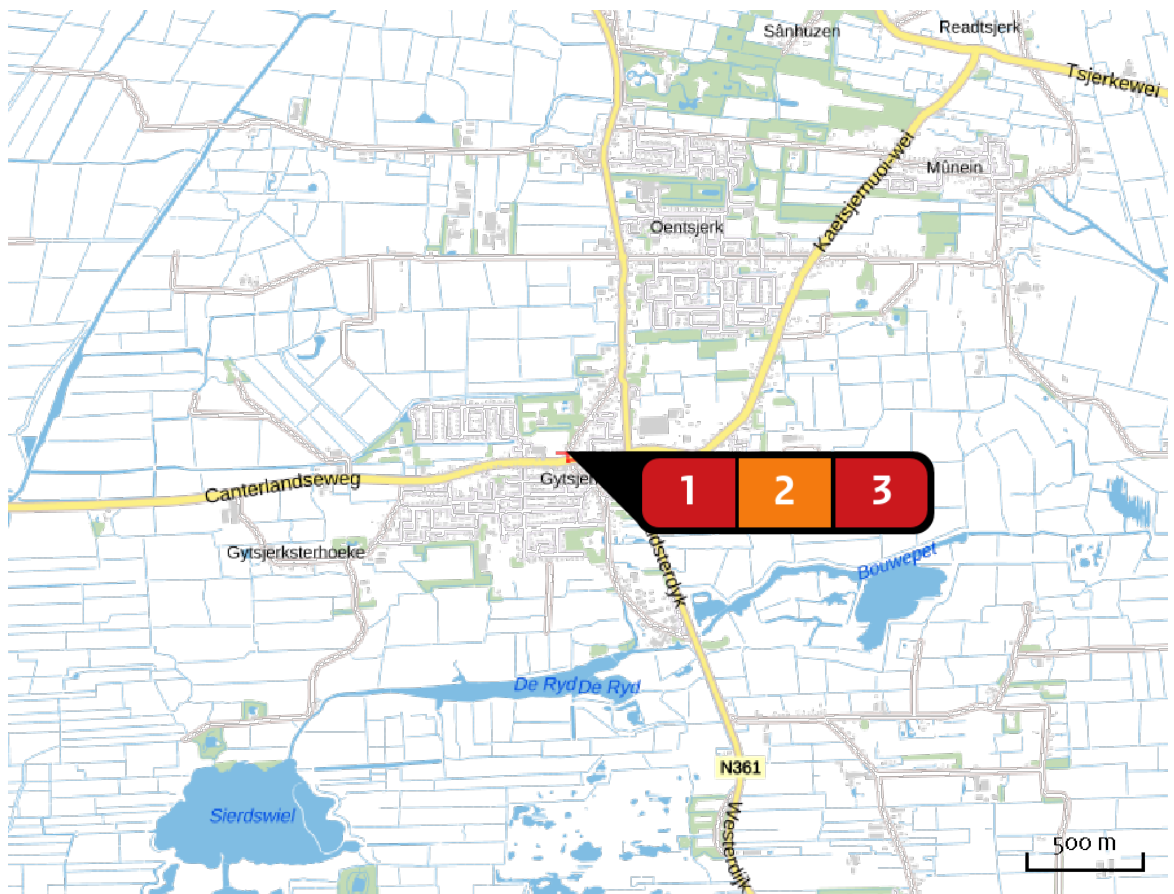 Sânhuzen
Readtsjerk
Tsjerkewei
Mûnein
Kaetsjemuoi-wei
Oentsjerk
Canterlandseweg
1 2 3
Gytsjerksterhoeke
Bouwepet
De Ryd De Ryd
N361
Sierdswiel
Westerdijk
500 m